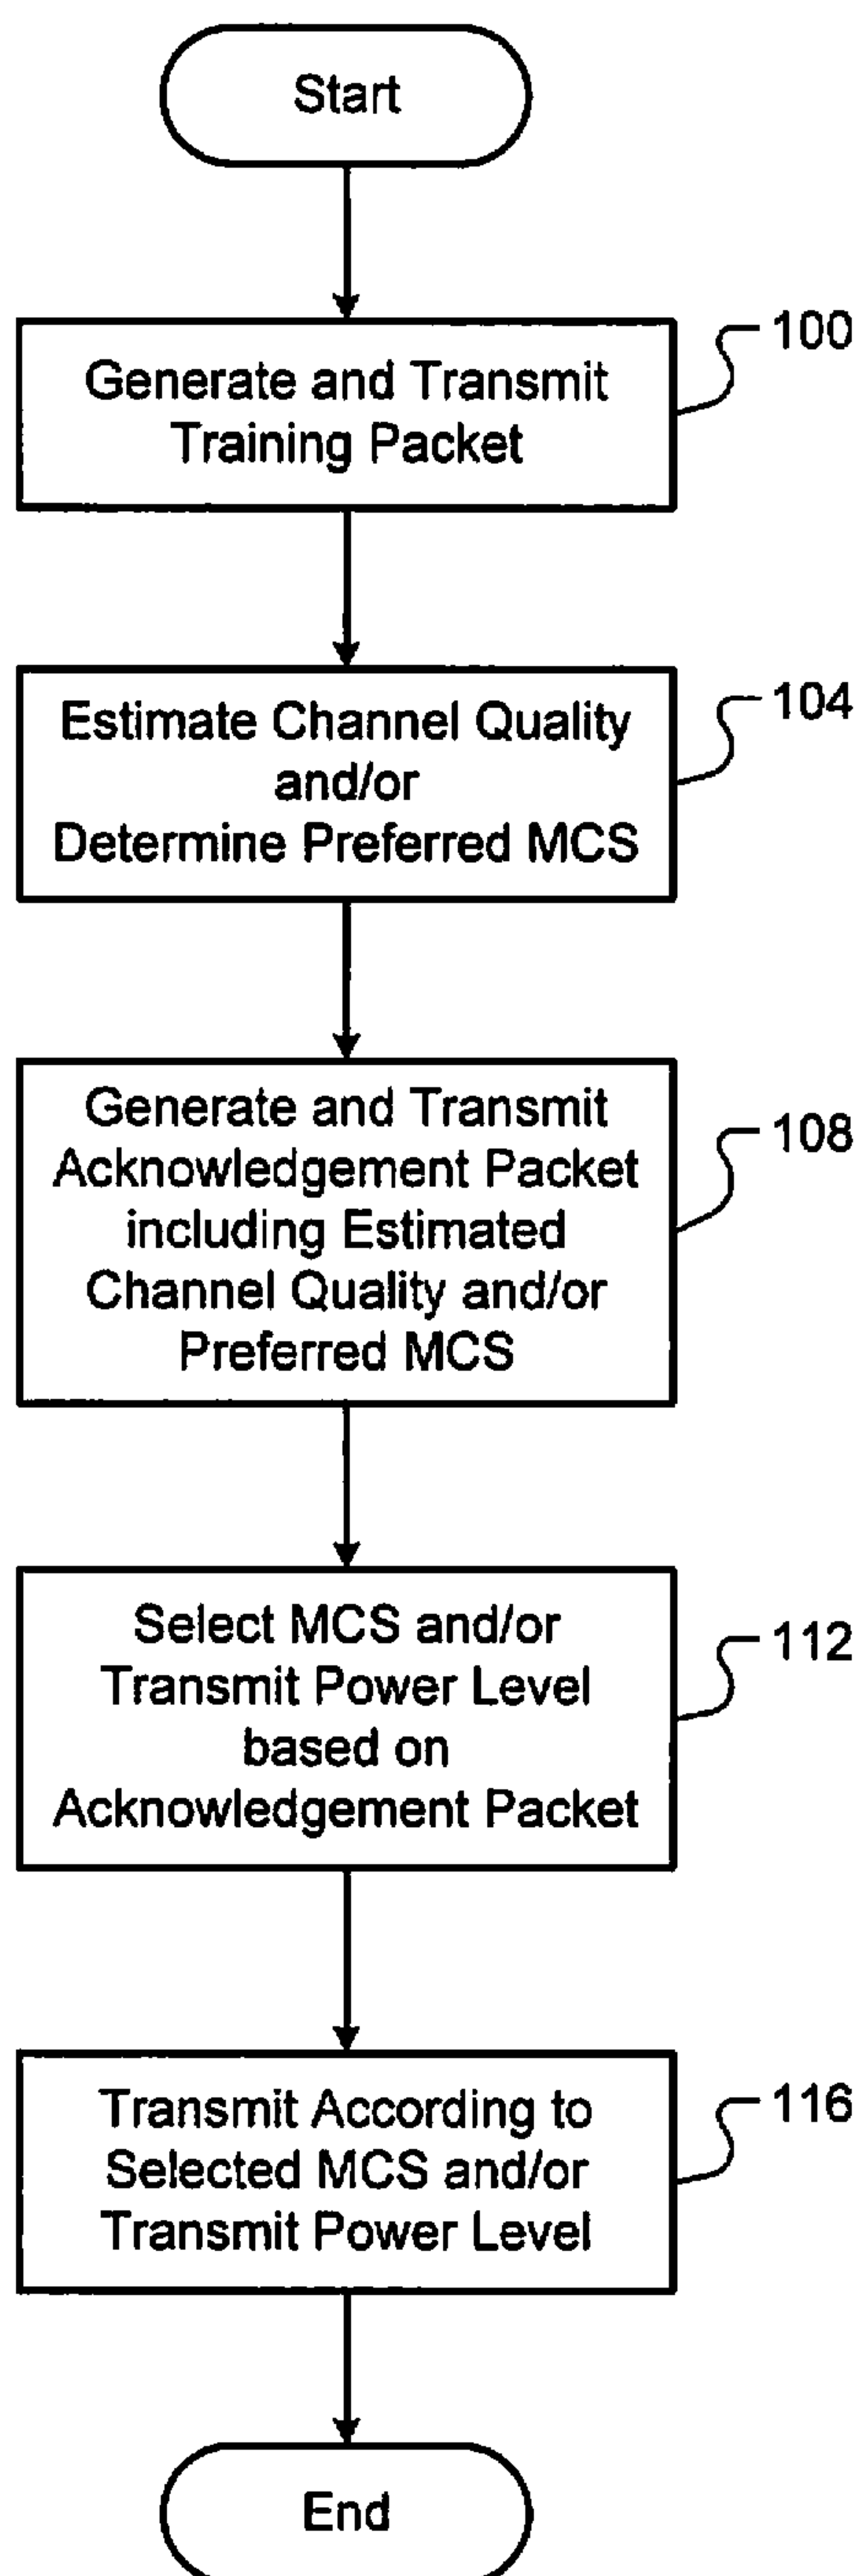 Start
100
Generate and Transmit
Training Packet
104
Estimate Channel Quality
and/or
Determine Preferred MCS
108
Generate and Transmit
Acknowledgement Packet
including Estimated
Channel Quality and/or
Preferred MCS
112
Select MCS and/or
Transmit Power Level
based on
Acknowledgement Packet
116
Transmit According to
Selected MCS and/or
Transmit Power Level
End